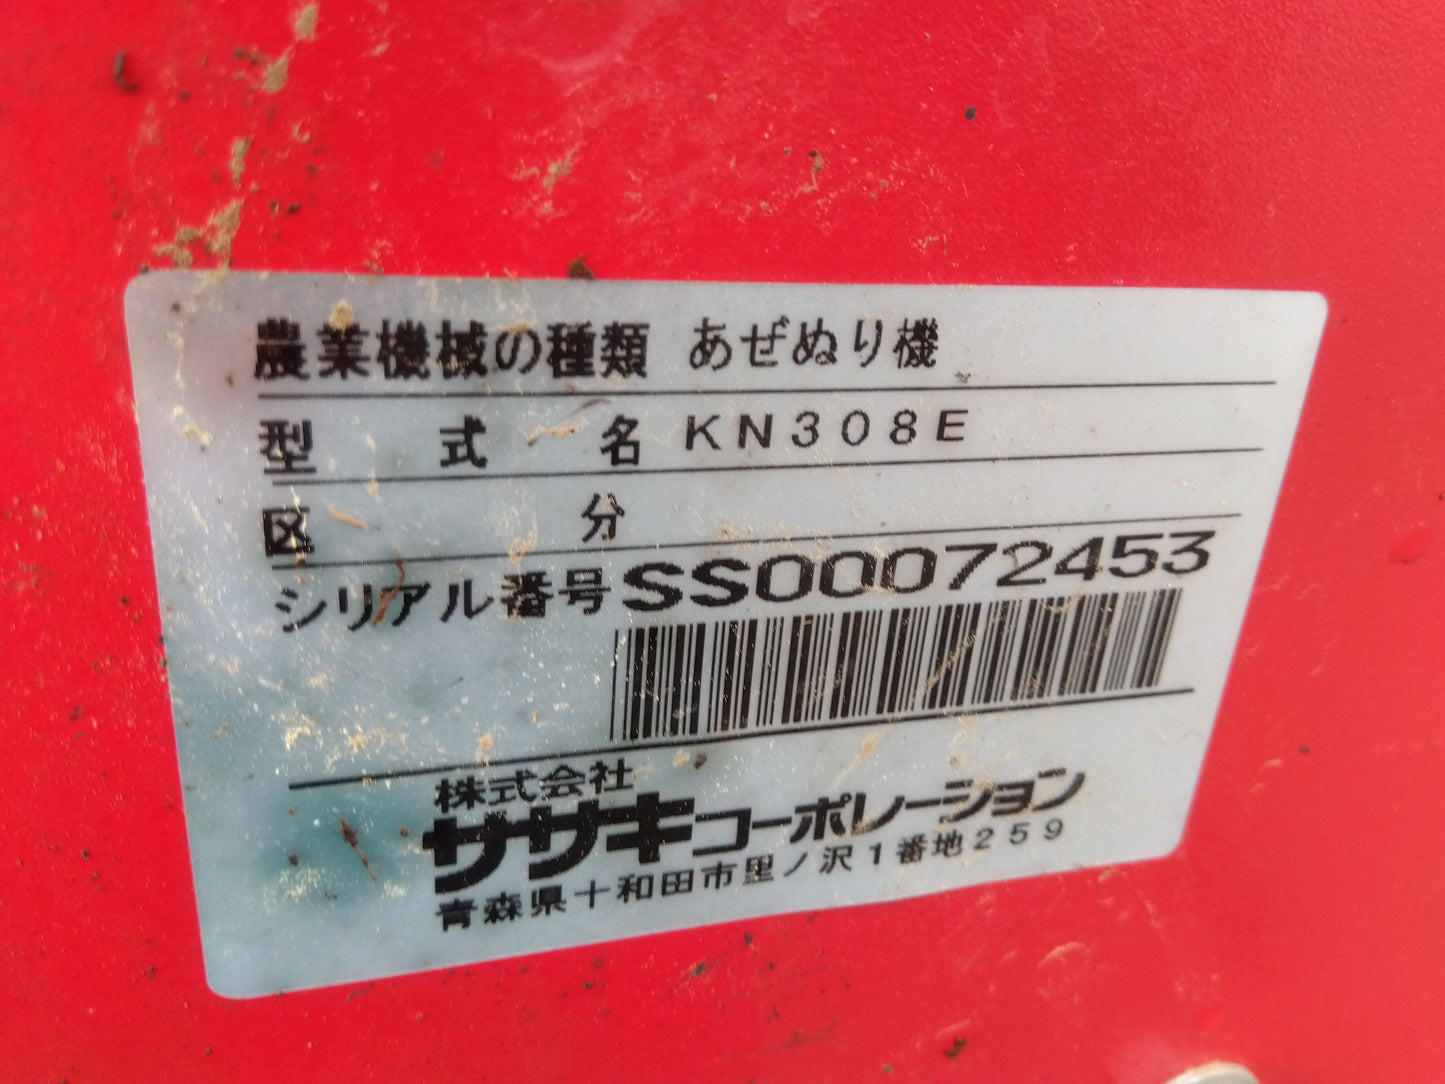 農業機械の種類 あぜぬり機
型式名 KN308E
区分
シリアル番号 SS00072453
株式会社
ササキコーポレーション
青森県十和田市里ノ沢1番地259